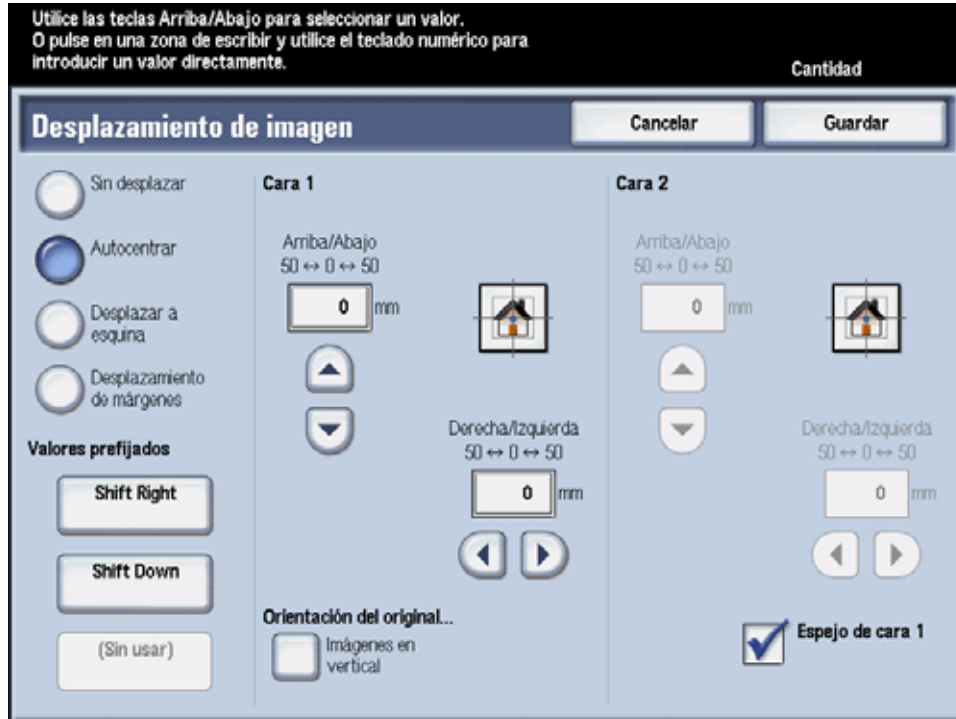 Utilice las teclas Arriba/Abajo para seleccionar un valor.
O pulse en una zona de escribir y utilice el teclado numérico para
introducir un valor directamente.
Cantidad
Desplazamiento de imagen
Cancelar
Guardar
Sin desplazar
Autocentrar
Desplazar a
esquina
Desplazamiento
de márgenes
Valores prefijados
Shift Right
Shift Down
(Sin usar)
Cara 1
Arriba/Abajo
50 ↔ 0 ↔ 50
0 mm
Derecha/Izquierda
50 ↔ 0 ↔ 50
0 mm
Orientación del original...
Imágenes en
vertical
Cara 2
Arriba/Abajo
50 ↔ 0 ↔ 50
0 mm
Derecha/Izquierda
50 ↔ 0 ↔ 50
0 mm
Espejo de cara 1